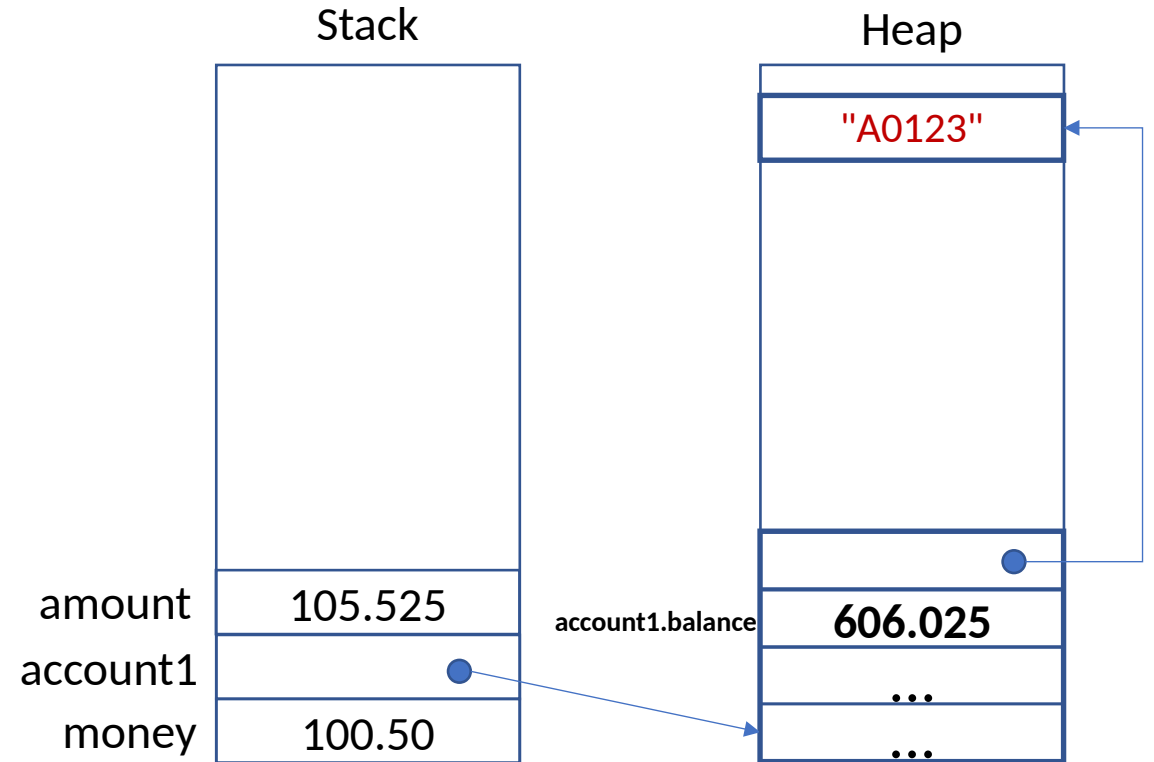 Stack
Heap
"A0123"
amount
105.525
account1.balance
606.025
account1
...
money
100.50
...